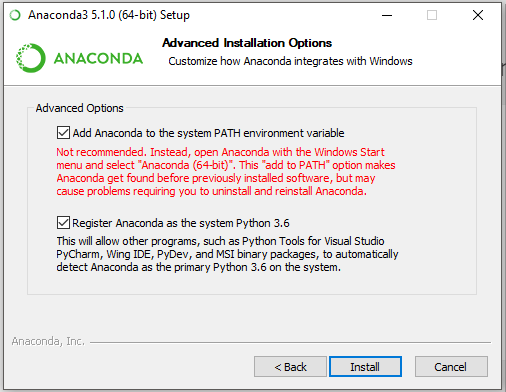 Anaconda3 5.1.0 (64-bit) Setup
ANACONDA
Advanced Installation Options
Customize how Anaconda integrates with Windows
Advanced Options
Add Anaconda to the system PATH environment variable
Not recommended. Instead, open Anaconda with the Windows Start
menu and select "Anaconda (64-bit)". This "add to PATH" option makes
Anaconda get found before previously installed software, but may
cause problems requiring you to uninstall and reinstall Anaconda.
Register Anaconda as the system Python 3.6
This will allow other programs, such as Python Tools for Visual Studio
PyCharm, Wing IDE, PyDev, and MSI binary packages, to automatically
detect Anaconda as the primary Python 3.6 on the system.
Anaconda, Inc.
< Back
Install
Cancel